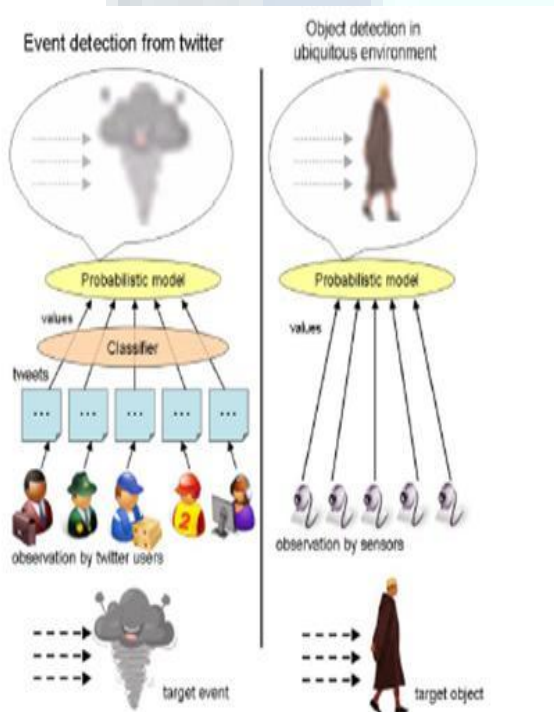 Event detection from twitter
Probabilistic model
values
Classifier
tweets
...
...
...
...
...
2
observation by twitter users
target event
Object detection in
ubiquitous environment
Probabilistic model
values
observation by sensors
target object